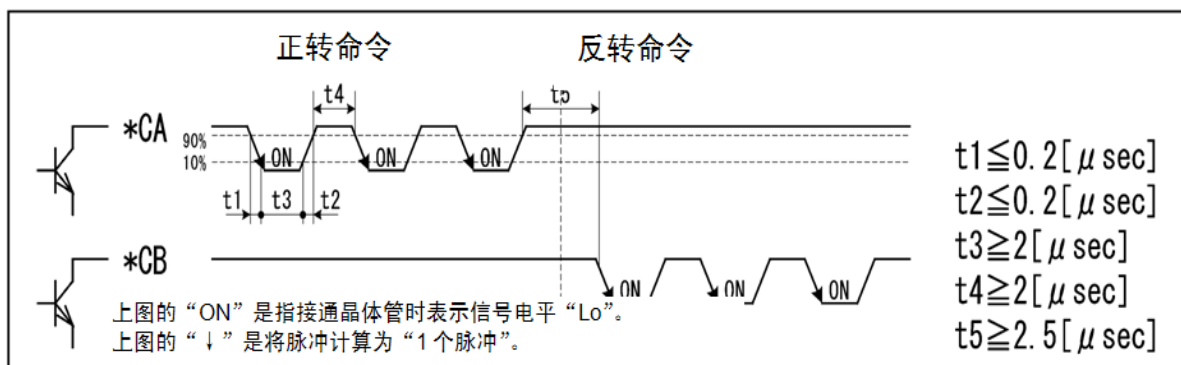 正转命令 反转命令
t4 t5
*CA
90%
10%
ON ON ON
t1 t3 t2
*CB
ON ON ON
上图的“ON”是指接通晶体管时表示信号电平“Lo”。
上图的“↓”是将脉冲计算为“1个脉冲”。
t1≦0.2[μsec]
t2≦0.2[μsec]
t3≧2[μsec]
t4≧2[μsec]
t5≧2.5[μsec]